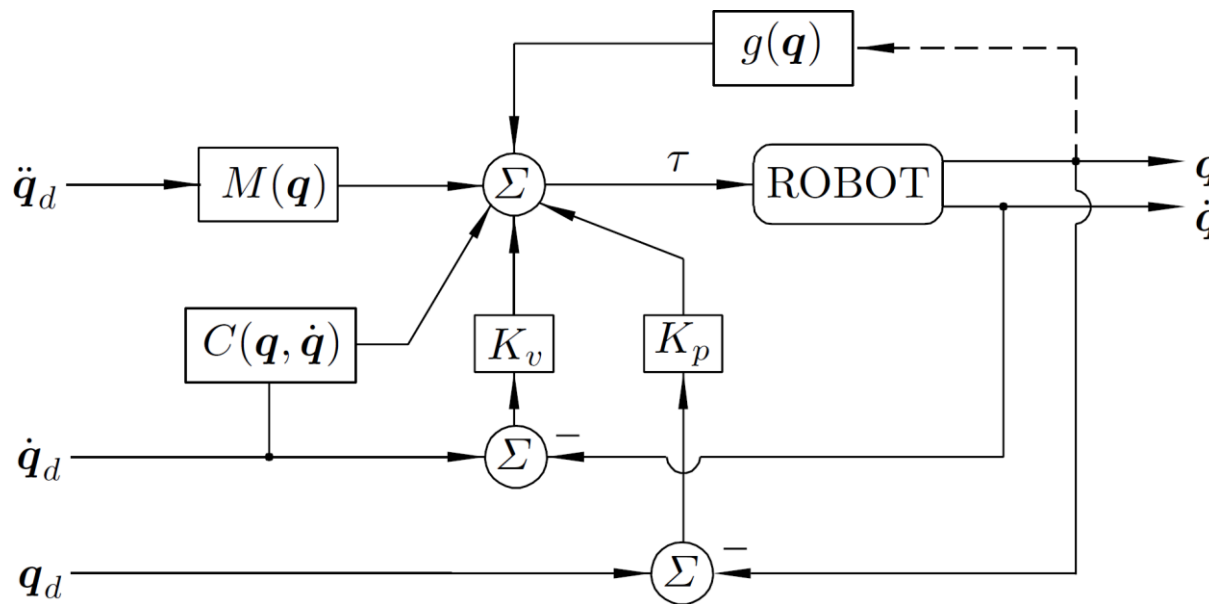 g(q)
q̈_d
M(q)
Σ
τ
ROBOT
q
q̇
C(q, q̇)
K_v
K_p
q̇_d
Σ
−
q_d
Σ
−